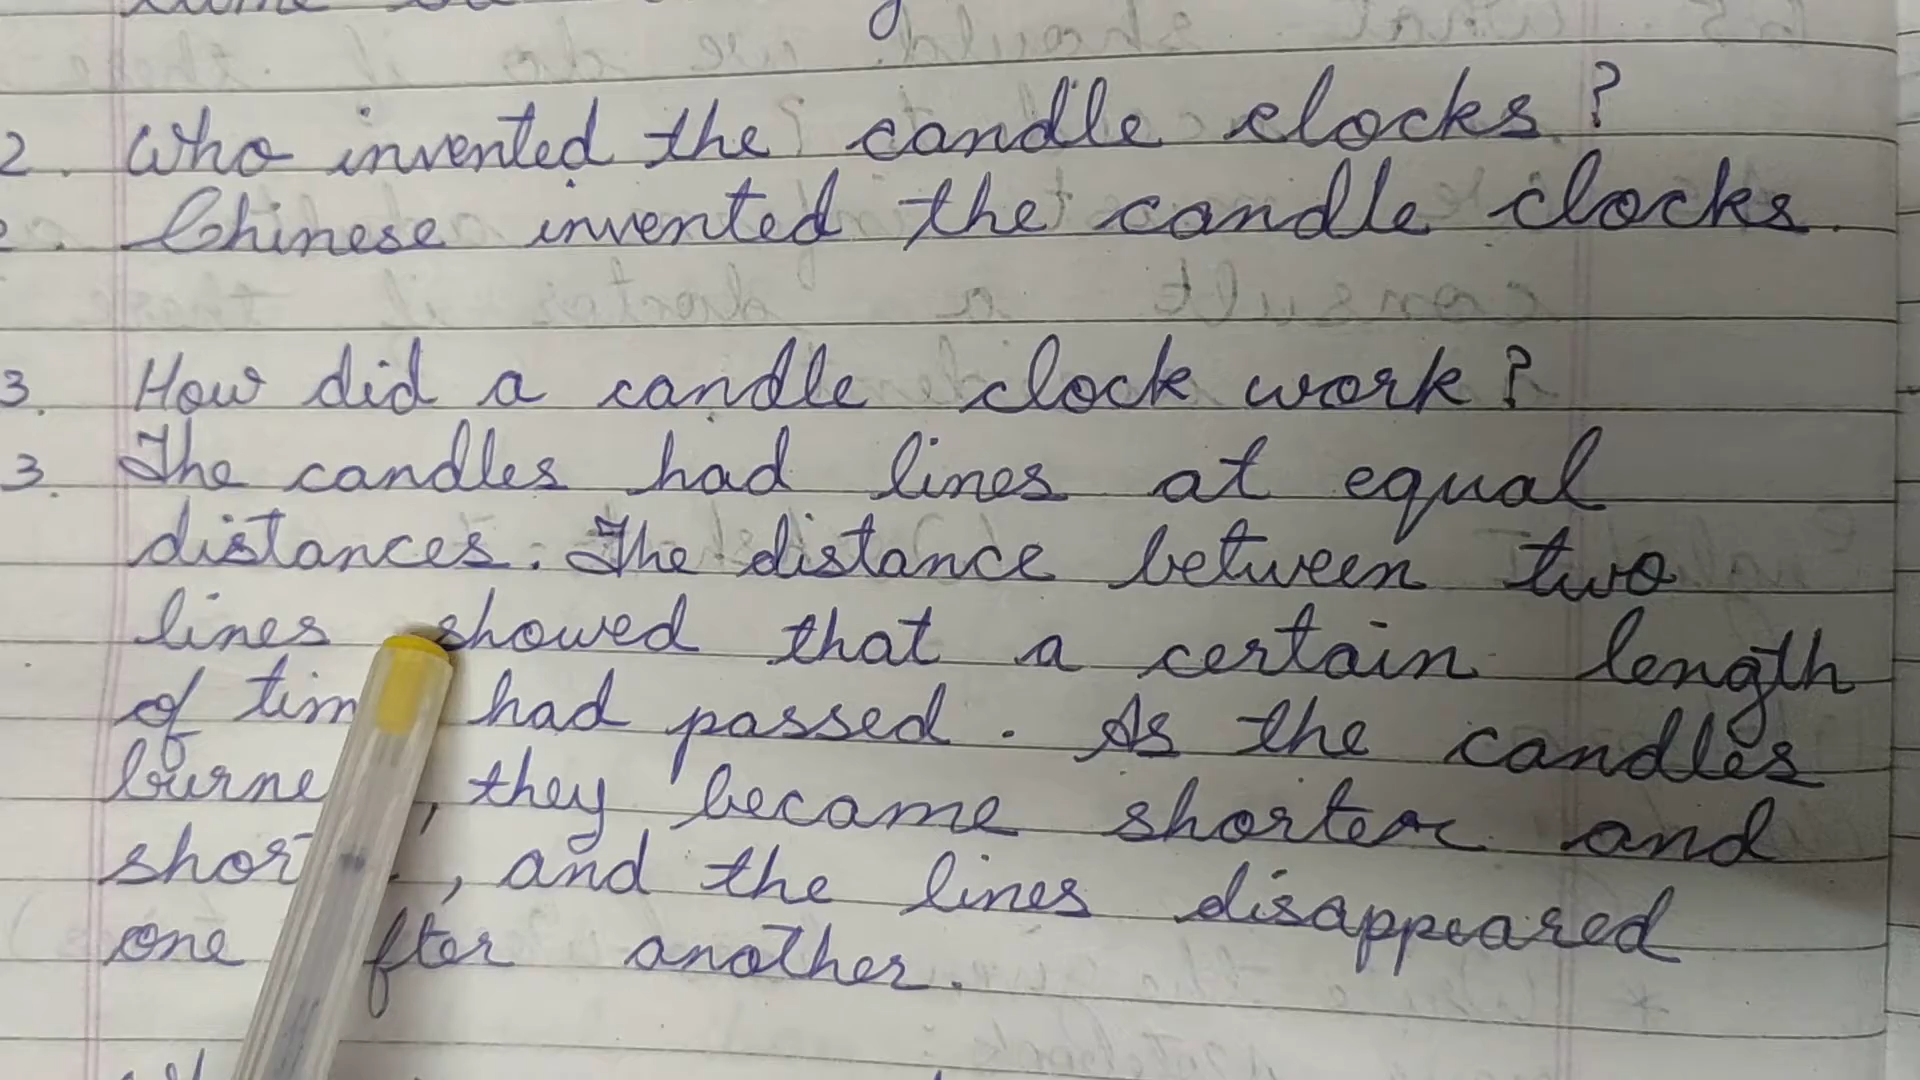 2. Who invented the candle clocks?
Chinese invented the candle clocks.
3. How did a candle clock work?
3. The candles had lines at equal
distances. The distance between two
lines showed that a certain length
of had passed. As the candles
, they became shorter and
, and the lines disappeared
one another.